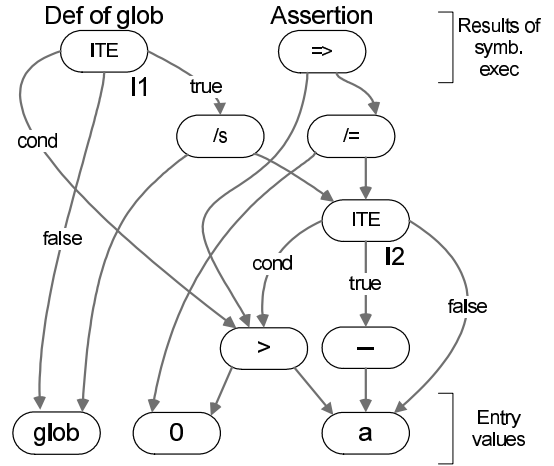 Def of glob
Assertion
Results of
symb.
exec
ITE
=>
I1
true
/s
/=
cond
ITE
I2
false
cond
true
false
>
–
glob
0
a
Entry
values